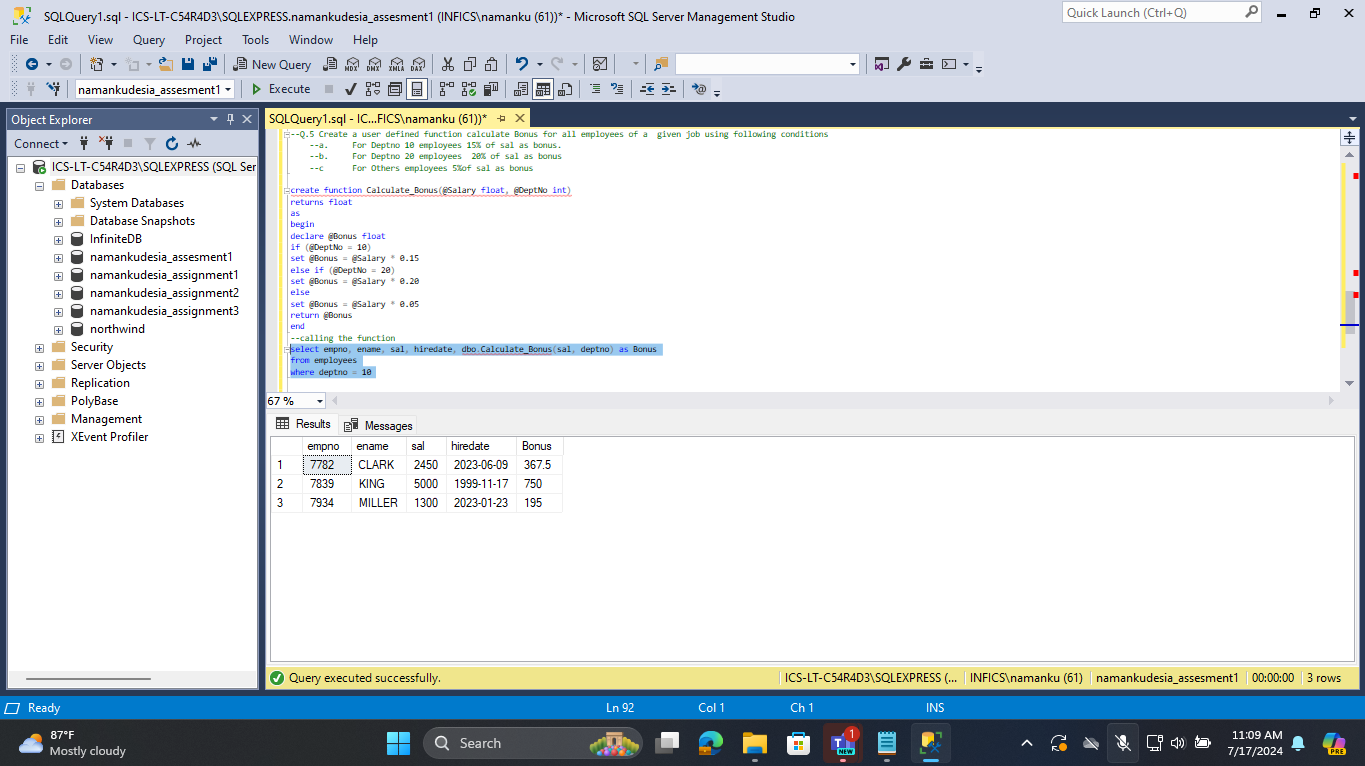 SQLQuery1.sql - ICS-LT-C54R4D3\SQLEXPRESS.namankudesia_assesment1 (INFICS\namanku (61))* - Microsoft SQL Server Management Studio
Quick Launch (Ctrl+Q)
File Edit View Query Project Tools Window Help
New Query MDX DMX XMLA DAX
namankudesia_assesment1 Execute
Object Explorer
Connect
ICS-LT-C54R4D3\SQLEXPRESS (SQL Ser
Databases
System Databases
Database Snapshots
InfiniteDB
namankudesia_assesment1
namankudesia_assignment1
namankudesia_assignment2
namankudesia_assignment3
northwind
Security
Server Objects
Replication
PolyBase
Management
XEvent Profiler
SQLQuery1.sql - IC...FICS\namanku (61))*
--Q.5 Create a user defined function calculate Bonus for all employees of a  given job using following conditions
--a. For Deptno 10 employees 15% of sal as bonus.
--b. For Deptno 20 employees  20% of sal as bonus
--c For Others employees 5%of sal as bonus
create function Calculate_Bonus(@Salary float, @DeptNo int)
returns float
as
begin
declare @Bonus float
if (@DeptNo = 10)
set @Bonus = @Salary * 0.15
else if (@DeptNo = 20)
set @Bonus = @Salary * 0.20
else
set @Bonus = @Salary * 0.05
return @Bonus
end
--calling the function
select empno, ename, sal, hiredate, dbo.Calculate_Bonus(sal, deptno) as Bonus
from employees
where deptno = 10
67 %
Results Messages
empno ename sal hiredate Bonus
1 7782 CLARK 2450 2023-06-09 367.5
2 7839 KING 5000 1999-11-17 750
3 7934 MILLER 1300 2023-01-23 195
Query executed successfully. ICS-LT-C54R4D3\SQLEXPRESS (... INFICS\namanku (61) namankudesia_assesment1 00:00:00 3 rows
Ready Ln 92 Col 1 Ch 1 INS
87°F
Mostly cloudy
Search
1
NEW
11:09 AM
7/17/2024
PRE